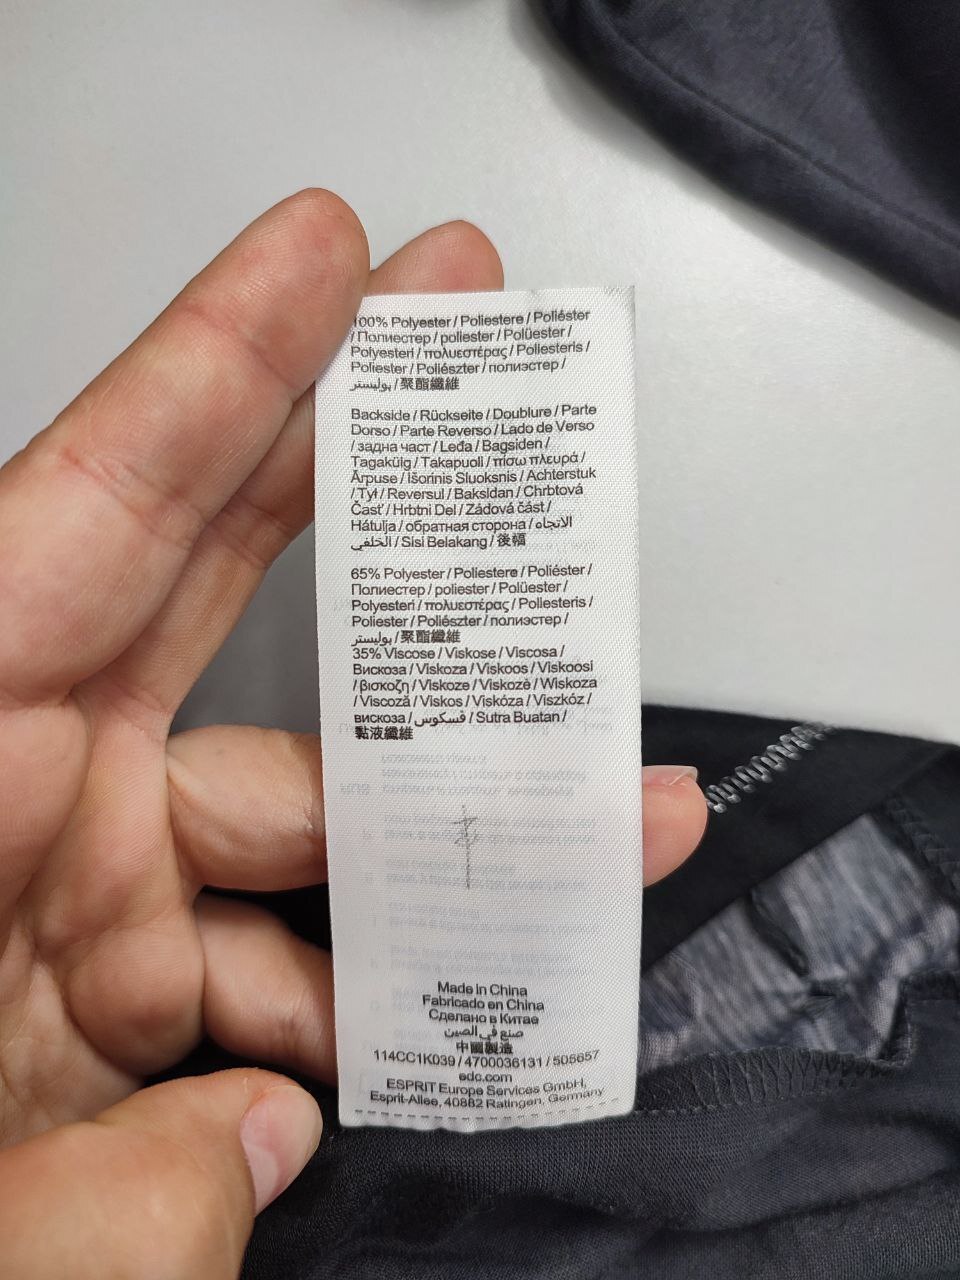 100% Polyester / Poliestere / Poliéster
/ Полиестер / poliester / Polüester /
Polyesteri / πολυεστέρας / Poliesteris /
Poliester / Poliészter / полиэстер /
بوليستر / 聚酯纖維
Backside / Rückseite / Doublure / Parte
Dorso / Parte Reverso / Lado de Verso
/ задна част / Leđa / Bagsiden /
Tagakülg / Takapuoli / πίσω πλευρά /
Ārpuse / Išorinis Sluoksnis / Achterstuk
/ Tył / Reversul / Baksidan / Chrbtová
Časť / Hrbtni Del / Zádová část /
Hátulja / обратная сторона / الاتجاه
الخلفي / Sisi Belakang / 後幅
65% Polyester / Poliestere / Poliéster /
Полиестер / poliester / Polüester /
Polyesteri / πολυεστέρας / Poliesteris /
Poliester / Poliészter / полиэстер /
بوليستر / 聚酯纖維
35% Viscose / Viskose / Viscosa /
Вискоза / Viskoza / Viskoos / Viskoosi
/ βισκοζη / Viskoze / Viskozė / Wiskoza
/ Viscoză / Viskos / Viskóza / Viszkóz /
вискоза / ڤسكوس / Sutra Buatan /
黏液纖維
Made in China
Fabricado en China
Сделано в Китае
صنع في الصين
中國製造
114CC1K039 / 4700036131 / 505657
edc.com
ESPRIT Europe Services GmbH,
Esprit-Allee, 40882 Ratingen, Germany